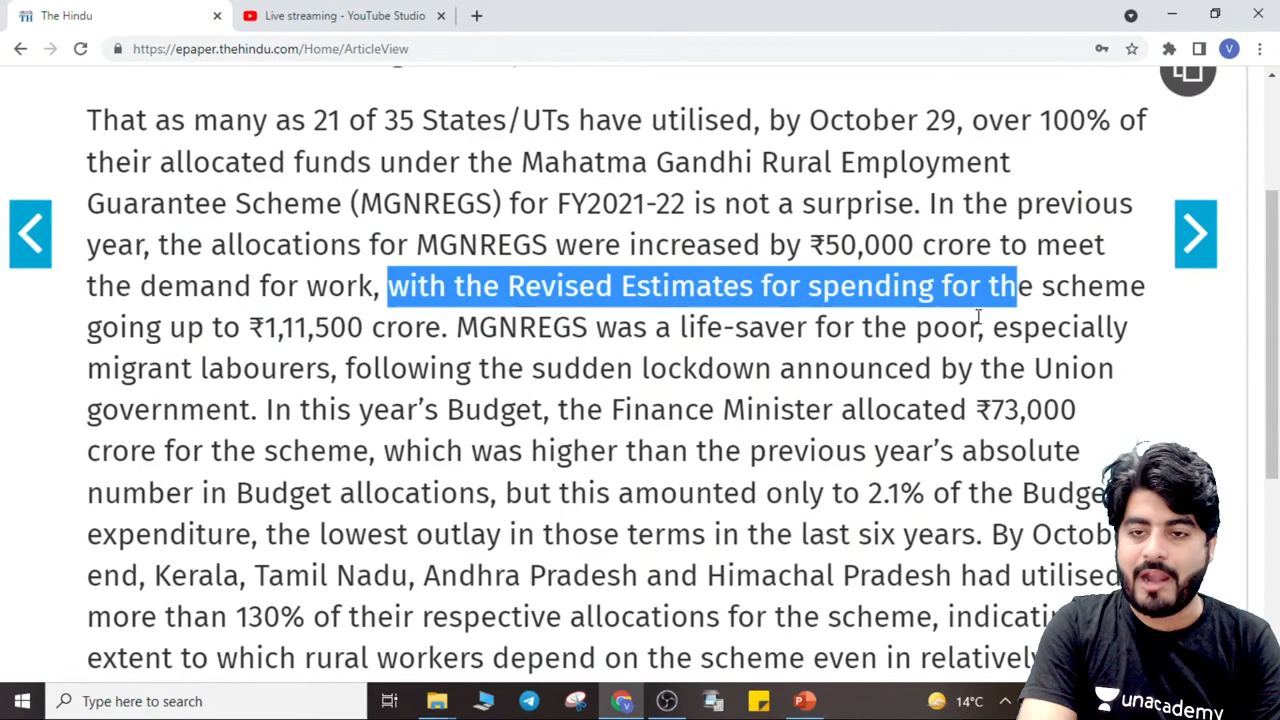 The Hindu
Live streaming - YouTube Studio
https://epaper.thehindu.com/Home/ArticleView
V
That as many as 21 of 35 States/UTs have utilised, by October 29, over 100% of
their allocated funds under the Mahatma Gandhi Rural Employment
Guarantee Scheme (MGNREGS) for FY2021-22 is not a surprise. In the previous
year, the allocations for MGNREGS were increased by ₹50,000 crore to meet
the demand for work, with the Revised Estimates for spending for the scheme
going up to ₹1,11,500 crore. MGNREGS was a life-saver for the poor, especially
migrant labourers, following the sudden lockdown announced by the Union
government. In this year’s Budget, the Finance Minister allocated ₹73,000
crore for the scheme, which was higher than the previous year’s absolute
number in Budget allocations, but this amounted only to 2.1% of the
expenditure, the lowest outlay in those terms in the last six years. By
end, Kerala, Tamil Nadu, Andhra Pradesh and Himachal Pradesh had utilised
more than 130% of their respective allocations for the scheme,
extent to which rural workers depend on the scheme even in relatively
unacademy
Type here to search
14°C